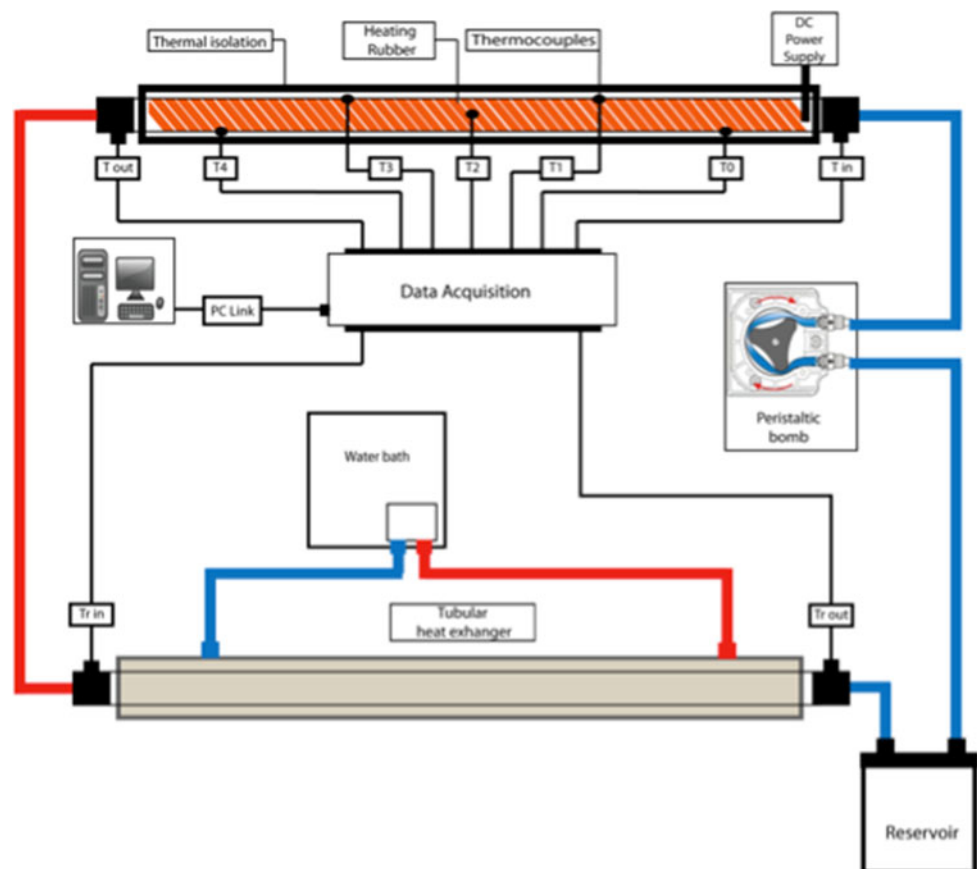 DC
Power
Supply
Heating
Rubber
Thermal isolation
Thermocouples
T out
T4
T3
T2
T1
T0
T in
Data Acquisition
PC Link
Peristaltic
bomb
Water bath
Tr in
Tubular
heat exhanger
Tr out
Reservoir